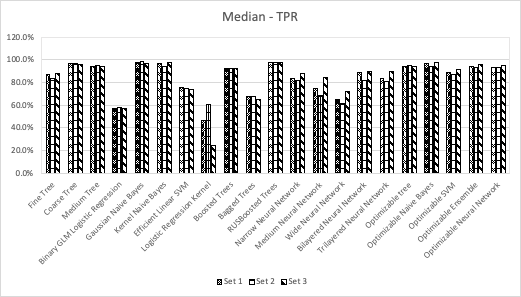 Median - TPR
120.0%
100.0%
80.0%
60.0%
40.0%
20.0%
0.0%
Fine Tree
Coarse Tree
Medium Tree
Binary GLM Logistic Regression
Gaussian Naive Bayes
Kernel Naive Bayes
Efficient Linear SVM
Logistic Regression Kernel
Boosted Trees
Bagged Trees
RUSBoosted Trees
Narrow Neural Network
Medium Neural Network
Wide Neural Network
Bilayered Neural Network
Trilayered Neural Network
Optimizable tree
Optimizable Naive Bayes
Optimizable SVM
Optimizable Ensemble
Optimizable Neural Network
Set 1 Set 2 Set 3